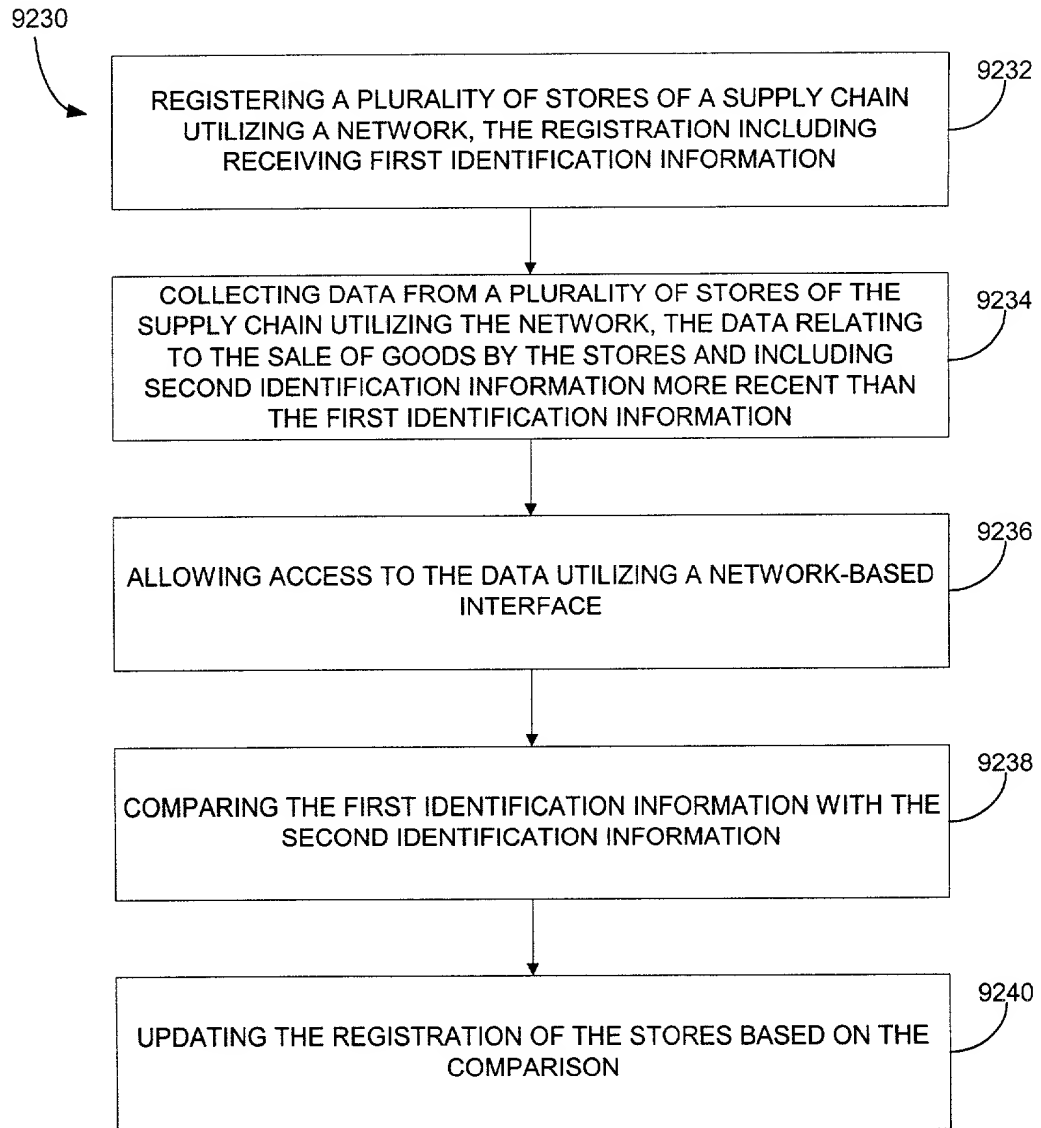 9230
9232
REGISTERING A PLURALITY OF STORES OF A SUPPLY CHAIN
UTILIZING A NETWORK, THE REGISTRATION INCLUDING
RECEIVING FIRST IDENTIFICATION INFORMATION
9234
COLLECTING DATA FROM A PLURALITY OF STORES OF THE
SUPPLY CHAIN UTILIZING THE NETWORK, THE DATA RELATING
TO THE SALE OF GOODS BY THE STORES AND INCLUDING
SECOND IDENTIFICATION INFORMATION MORE RECENT THAN
THE FIRST IDENTIFICATION INFORMATION
9236
ALLOWING ACCESS TO THE DATA UTILIZING A NETWORK-BASED
INTERFACE
9238
COMPARING THE FIRST IDENTIFICATION INFORMATION WITH THE
SECOND IDENTIFICATION INFORMATION
9240
UPDATING THE REGISTRATION OF THE STORES BASED ON THE
COMPARISON